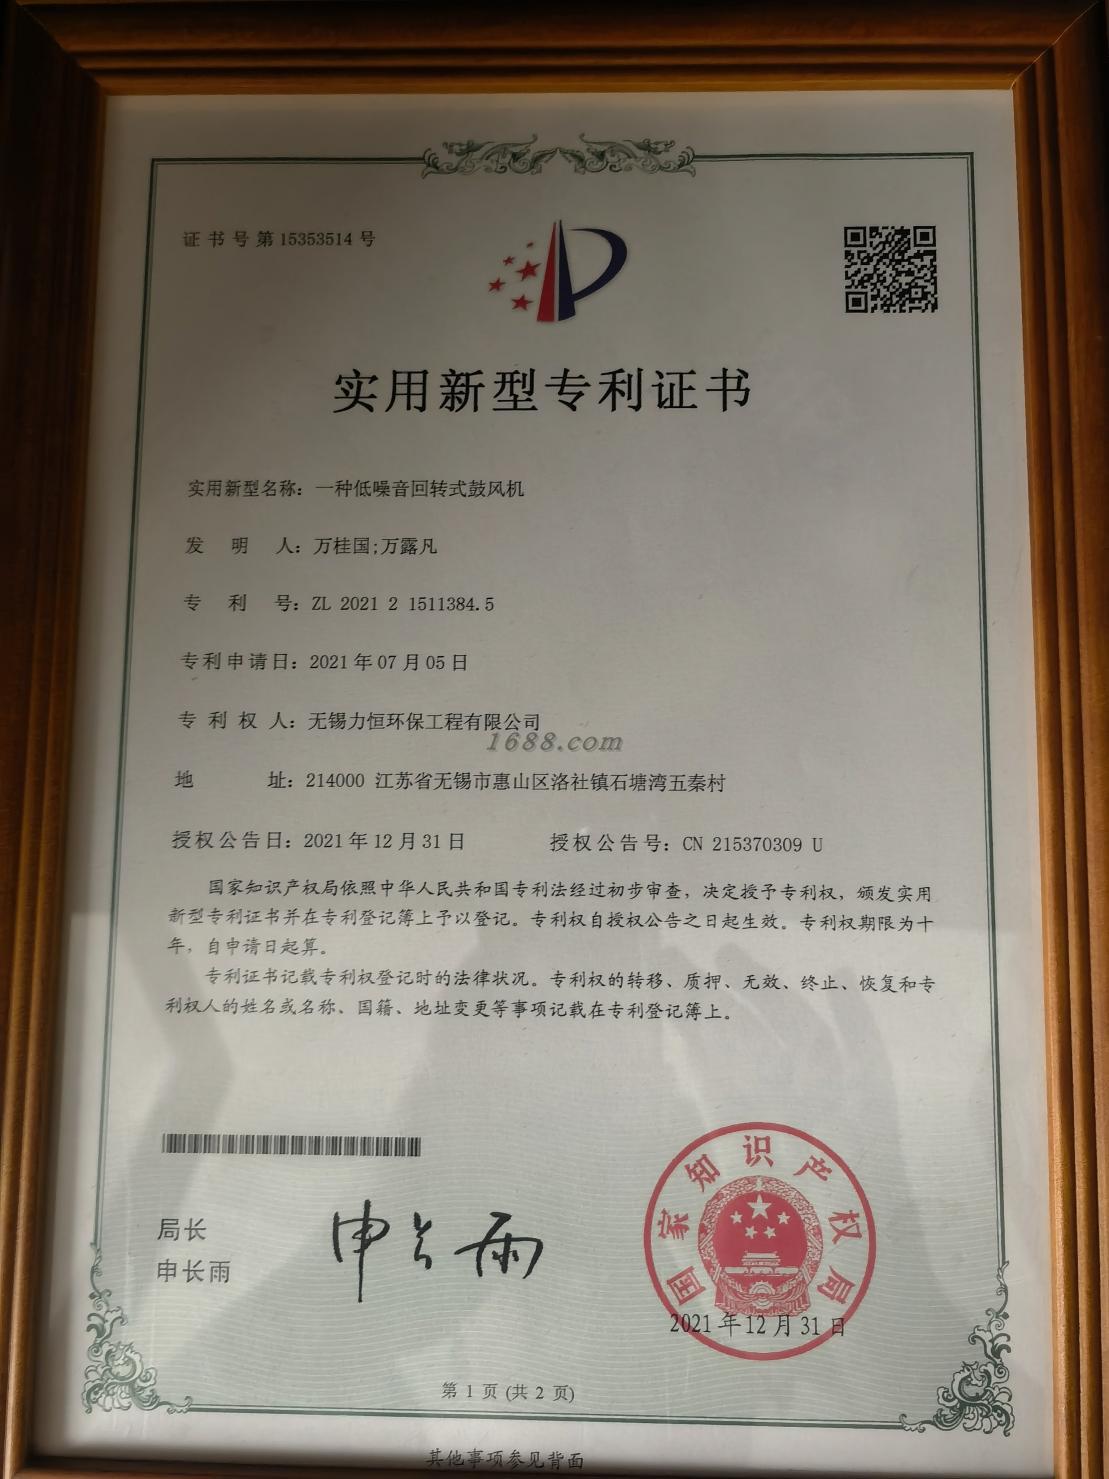 证书号第15353514号
实用新型专利证书
实用新型名称：一种低噪音回转式鼓风机
发明人：万桂国;万露凡
专利号：ZL 2021 2 1511384.5
专利申请日：2021年07月05日
专利权人：无锡力恒环保工程有限公司
1688.com
地址：214000 江苏省无锡市惠山区洛社镇石塘湾五秦村
授权公告日：2021年12月31日 授权公告号：CN 215370309 U
国家知识产权局依照中华人民共和国专利法经过初步审查，决定授予专利权，颁发实用
新型专利证书并在专利登记簿上予以登记。专利权自授权公告之日起生效。专利权期限为十
年，自申请日起算。
专利证书记载专利权登记时的法律状况。专利权的转移、质押、无效、终止、恢复和专
利权人的姓名或名称、国籍、地址变更等事项记载在专利登记簿上。
局长
申长雨
申长雨
国家知识产权局
2021年12月31日
第 1 页 (共 2 页)
其他事项参见背面